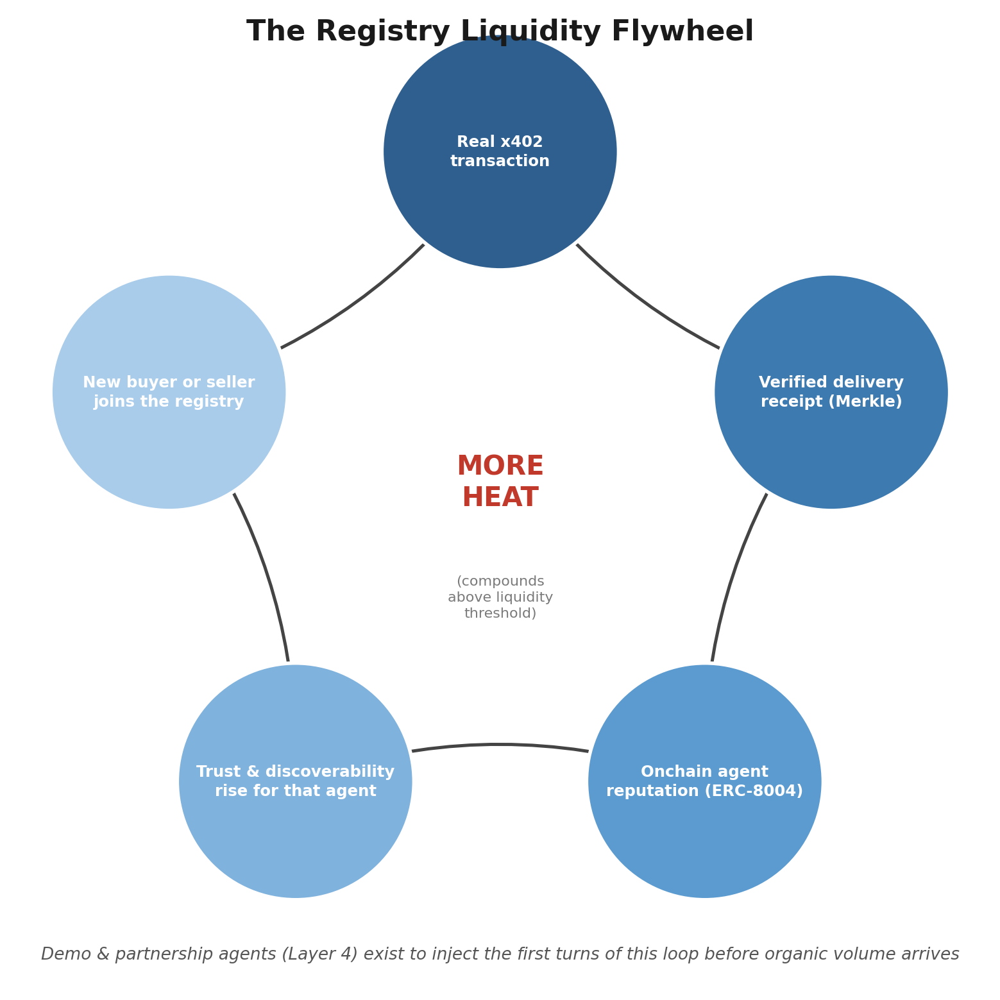 The Registry Liquidity Flywheel
Real x402
transaction
New buyer or seller
joins the registry
Verified delivery
receipt (Merkle)
MORE
HEAT
(compounds
above liquidity
threshold)
Trust & discoverability
rise for that agent
Onchain agent
reputation (ERC-8004)
Demo & partnership agents (Layer 4) exist to inject the first turns of this loop before organic volume arrives